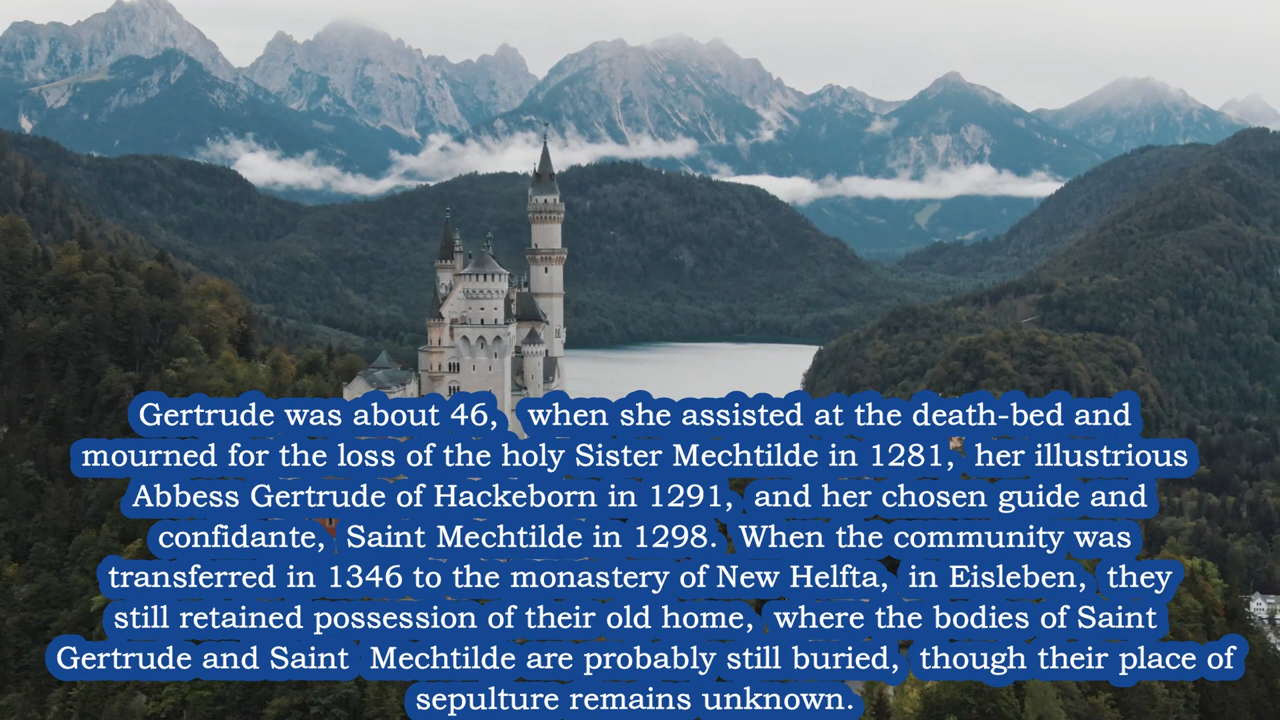 Gertrude was about 46, when she assisted at the death-bed and
mourned for the loss of the holy Sister Mechtilde in 1281, her illustrious
Abbess Gertrude of Hackeborn in 1291, and her chosen guide and
confidante, Saint Mechtilde in 1298. When the community was
transferred in 1346 to the monastery of New Helfta, in Eisleben, they
still retained possession of their old home, where the bodies of Saint
Gertrude and Saint Mechtilde are probably still buried, though their place of
sepulture remains unknown.